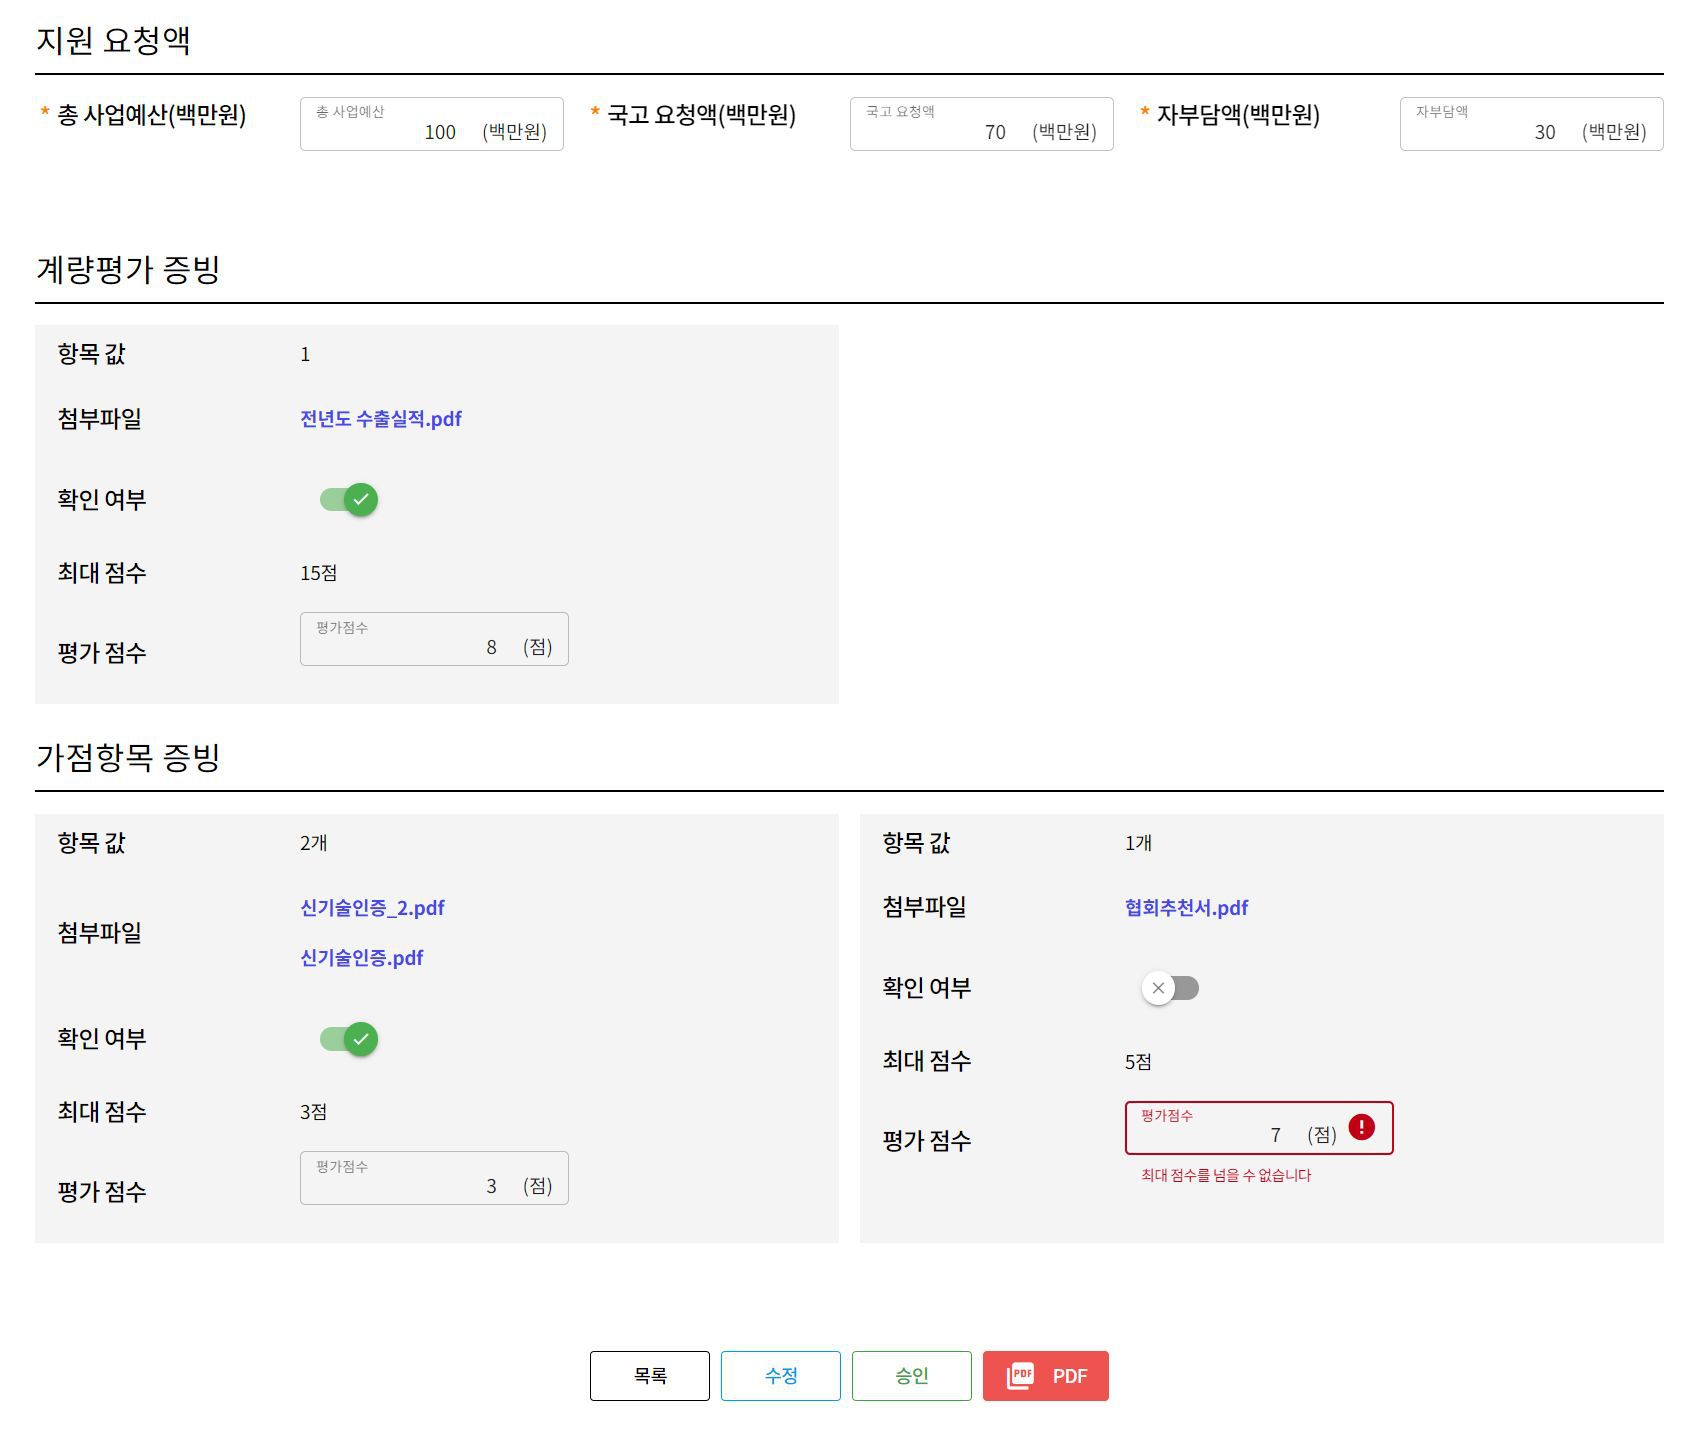 지원 요청액
* 총 사업예산(백만원)
총 사업예산
100 (백만원)
* 국고 요청액(백만원)
국고 요청액
70 (백만원)
* 자부담액(백만원)
자부담액
30 (백만원)
계량평가 증빙
항목 값 1
첨부파일 전년도 수출실적.pdf
확인 여부
최대 점수 15점
평가점수
평가 점수 8 (점)
가점항목 증빙
항목 값 2개
첨부파일
신기술인증_2.pdf
신기술인증.pdf
확인 여부
최대 점수 3점
평가점수
평가 점수 3 (점)
항목 값 1개
첨부파일 협회추천서.pdf
확인 여부
최대 점수 5점
평가점수
평가 점수 7 (점)
최대 점수를 넘을 수 없습니다
목록 수정 승인 PDF PDF